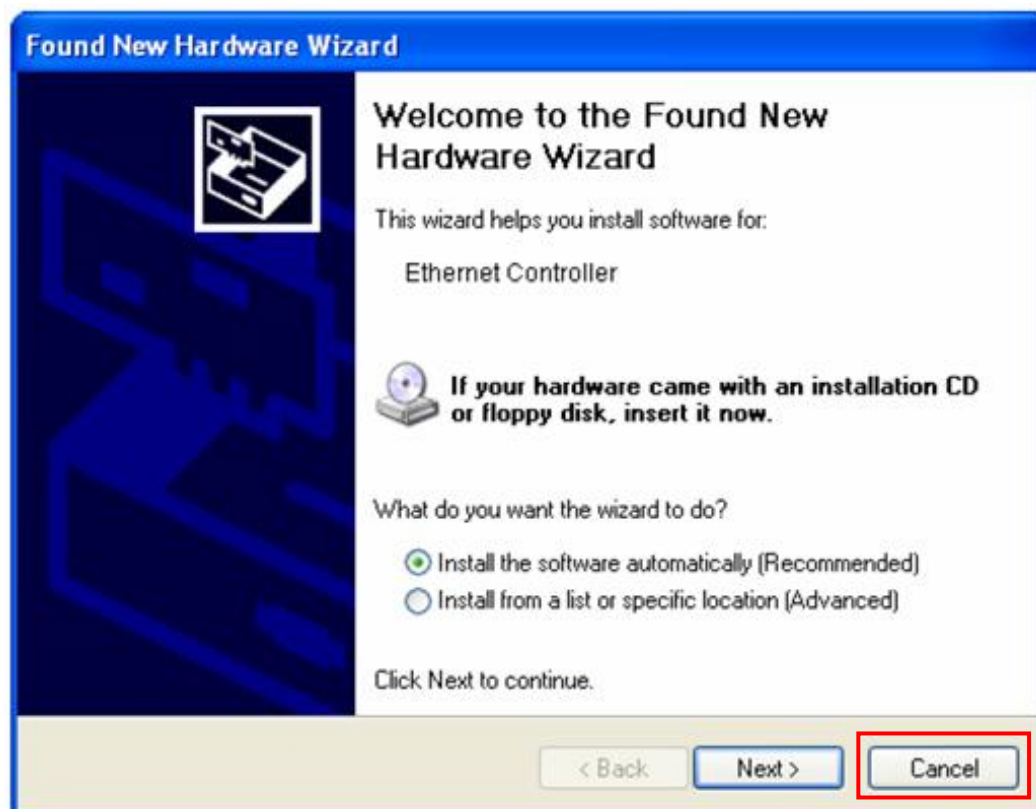 Found New Hardware Wizard
Welcome to the Found New
Hardware Wizard
This wizard helps you install software for:
Ethernet Controller
If your hardware came with an installation CD
or floppy disk, insert it now.
What do you want the wizard to do?
Install the software automatically (Recommended)
Install from a list or specific location (Advanced)
Click Next to continue.
< Back Next > Cancel